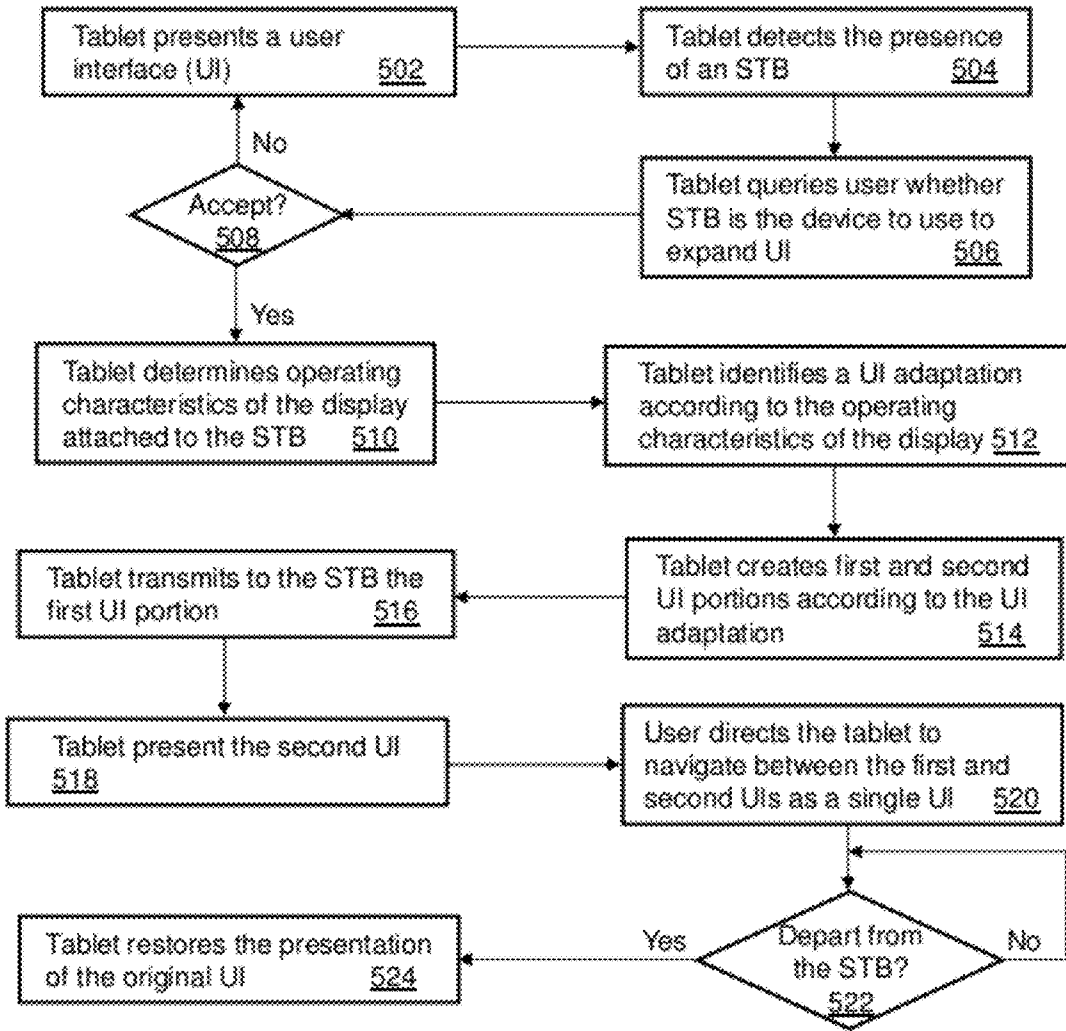 Tablet presents a user
interface (UI) 502
Tablet detects the presence
of an STB 504
No
Tablet queries user whether
STB is the device to use to
expand UI 506
Accept?
508
Yes
Tablet determines operating
characteristics of the display
attached to the STB 510
Tablet identifies a UI adaptation
according to the operating
characteristics of the display 512
Tablet creates first and second
UI portions according to the UI
adaptation 514
Tablet transmits to the STB the
first UI portion 516
Tablet present the second UI
518
User directs the tablet to
navigate between the first and
second UIs as a single UI 520
Depart from
the STB?
522
Yes
No
Tablet restores the presentation
of the original UI 524